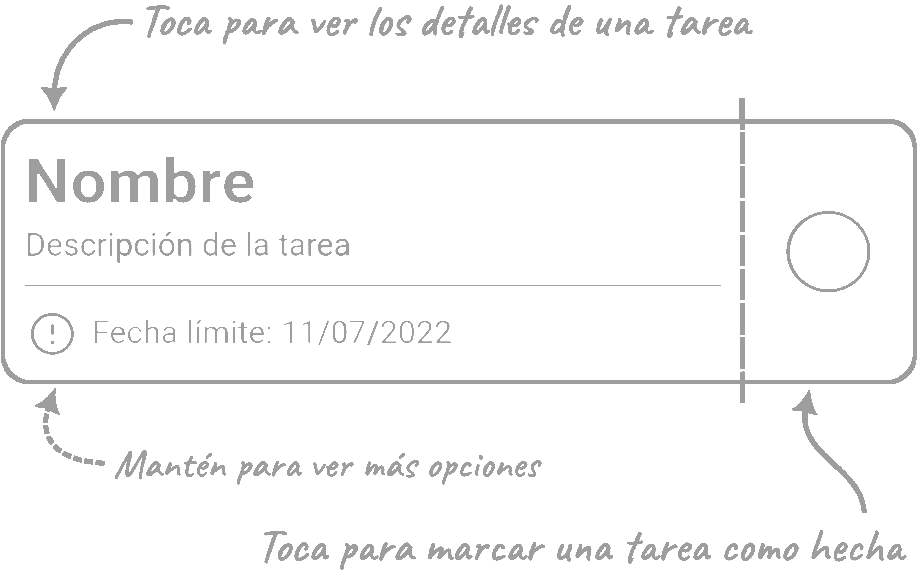 Toca para ver los detalles de una tarea
Nombre
Descripción de la tarea
Fecha límite: 11/07/2022
Mantén para ver más opciones
Toca para marcar una tarea como hecha